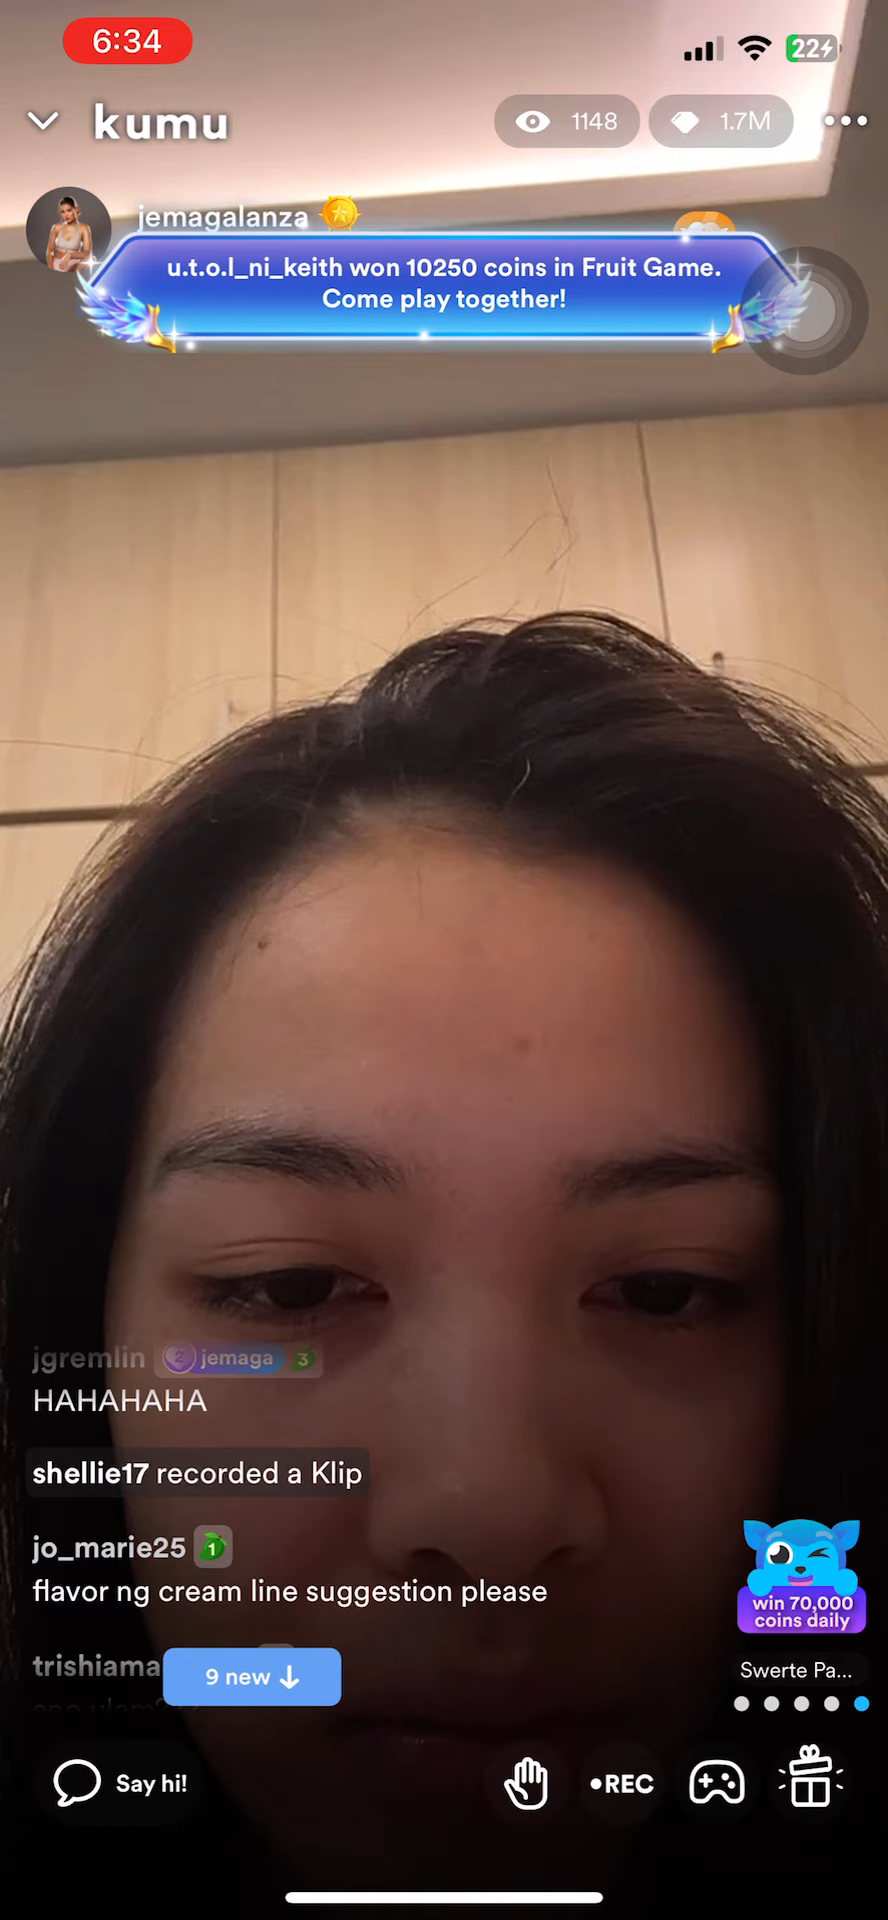 6:34
22
kumu
1148
1.7M
jemagalanza
u.t.o.l_ni_keith won 10250 coins in Fruit Game.
Come play together!
jgremlin 2 jemaga 3
HAHAHAHA
shellie17 recorded a Klip
jo_marie25 1
flavor ng cream line suggestion please
trishiama
9 new
win 70,000
coins daily
Swerte Pa...
Say hi!
REC